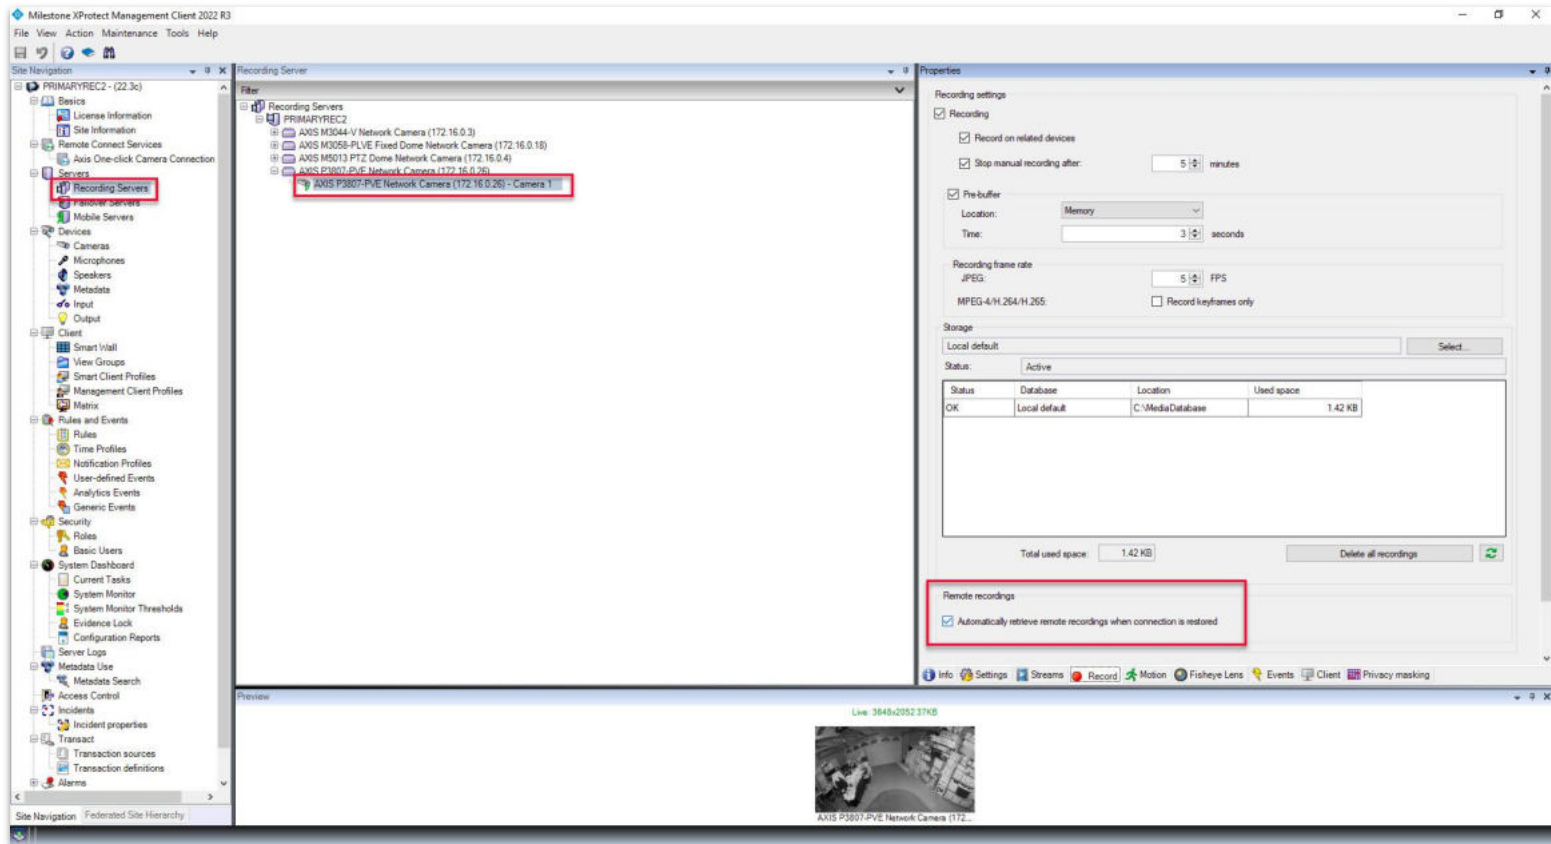 Milestone XProtect Management Client 2022 R3
File View Action Maintenance Tools Help
Site Navigation
PRIMARYREC2 - (22.3c)
Basics
License Information
Site Information
Remote Connect Services
Axis One-click Camera Connection
Servers
Recording Servers
Failover Servers
Mobile Servers
Devices
Cameras
Microphones
Speakers
Metadata
Input
Output
Client
Smart Wall
View Groups
Smart Client Profiles
Management Client Profiles
Matrix
Rules and Events
Rules
Time Profiles
Notification Profiles
User-defined Events
Analytics Events
Generic Events
Security
Roles
Basic Users
System Dashboard
Current Tasks
System Monitor
System Monitor Thresholds
Evidence Lock
Configuration Reports
Server Logs
Metadata Use
Metadata Search
Access Control
Incidents
Incident properties
Transact
Transaction sources
Transaction definitions
Alarms
Site Navigation Federated Site Hierarchy
Recording Server
Filter
Recording Servers
PRIMARYREC2
AXIS M3044-V Network Camera (172.16.0.3)
AXIS M3058-PLVE Fixed Dome Network Camera (172.16.0.18)
AXIS M5013 PTZ Dome Network Camera (172.16.0.4)
AXIS P3807-PVE Network Camera (172.16.0.26)
AXIS P3807-PVE Network Camera (172.16.0.26) - Camera 1
Properties
Recording settings
Recording
Record on related devices
Stop manual recording after: 5 minutes
Pre-buffer
Location: Memory
Time: 3 seconds
Recording frame rate
JPEG: 5 FPS
MPEG-4/H.264/H.265: Record keyframes only
Storage
Local default Select...
Status: Active
Status Database Location Used space
OK Local default C:\MediaDatabase 1.42 KB
Total used space: 1.42 KB Delete all recordings
Remote recordings
Automatically retrieve remote recordings when connection is restored
Info Settings Streams Record Motion Fisheye Lens Events Client Privacy masking
Preview
Live: 3648x2052 37KB
AXIS P3807-PVE Network Camera (172...